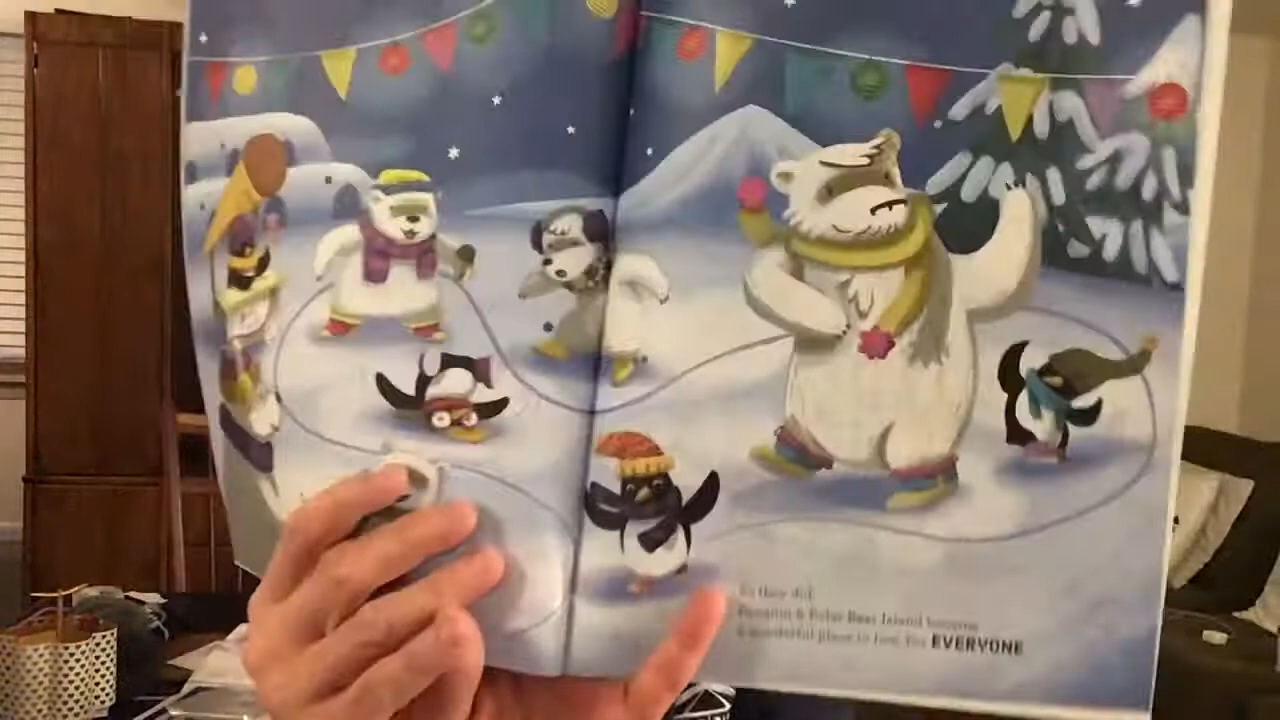 So they did.
Penguin & Polar Bear Island became
a wonderful place to live. For EVERYONE